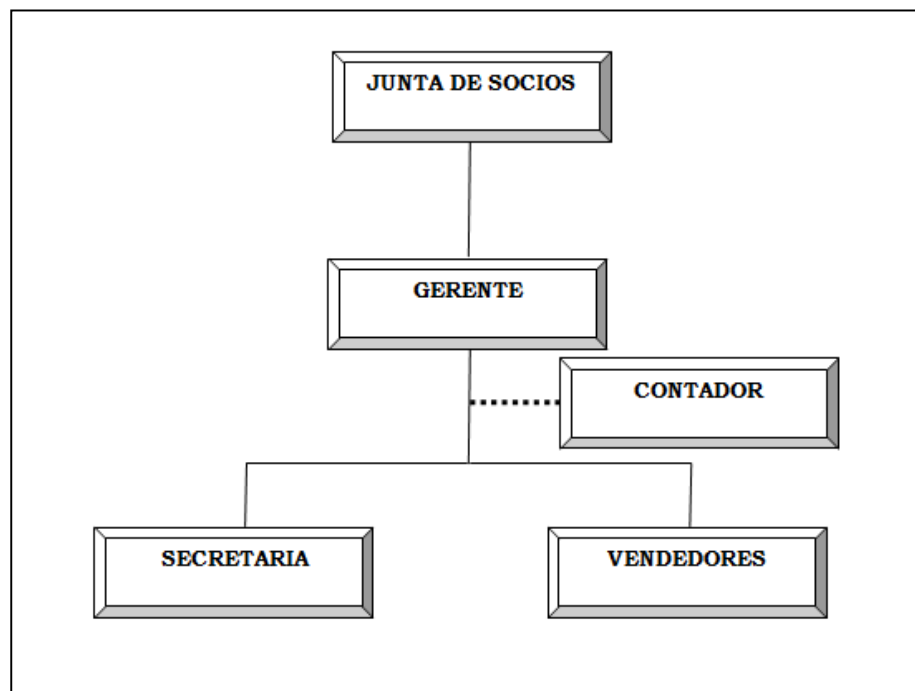 JUNTA DE SOCIOS
GERENTE
CONTADOR
SECRETARIA
VENDEDORES